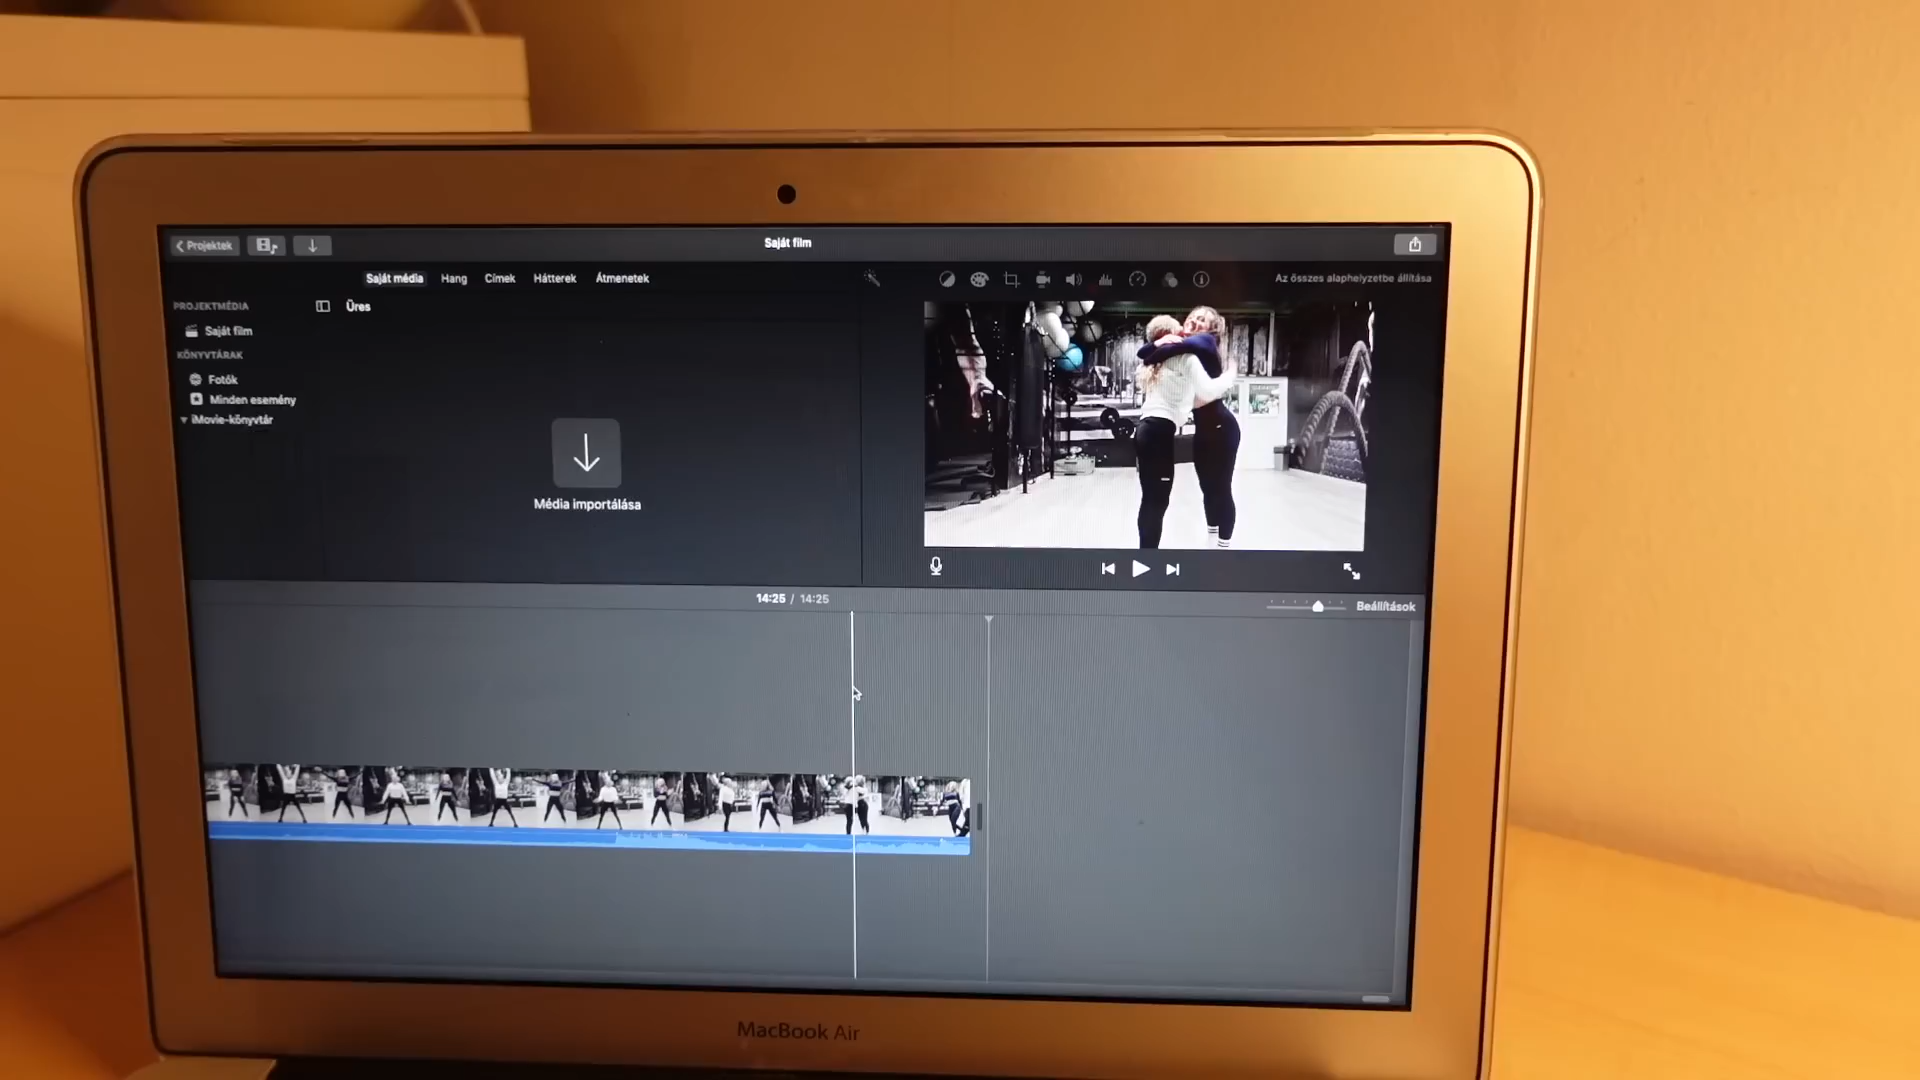 Projektek
Saját film
Saját média
Hang
Címek
Hátterek
Átmenetek
Az összes alaphelyzetbe állítása
PROJEKTMÉDIA
Üres
Saját film
KÖNYVTÁRAK
Fotók
Minden esemény
iMovie-könyvtár
Média importálása
14:25 / 14:25
Beállítások
MacBook Air